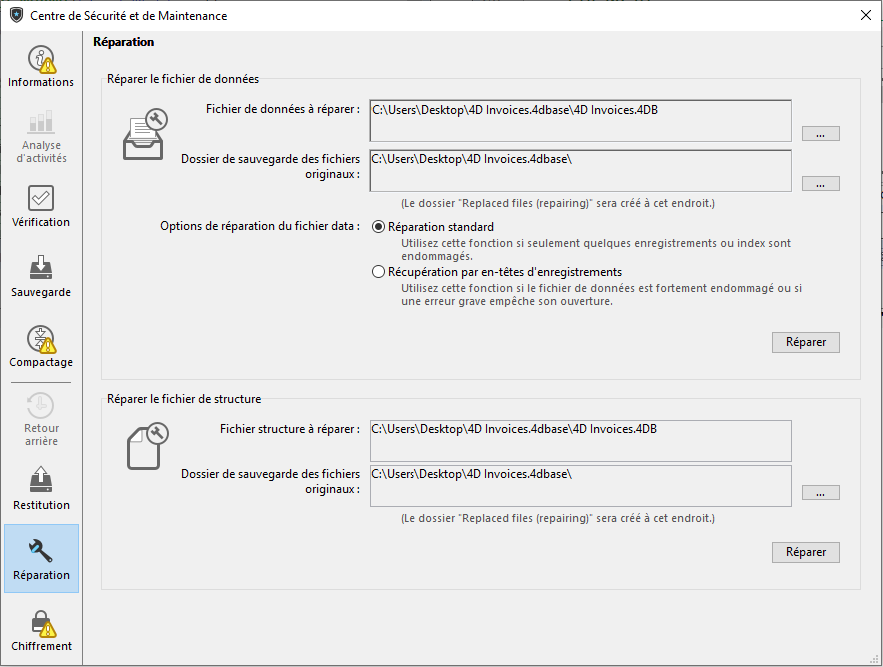 Centre de Sécurité et de Maintenance
Informations
Analyse
d'activités
Vérification
Sauvegarde
Compactage
Retour
arrière
Restitution
Réparation
Chiffrement
Réparation
Réparer le fichier de données
Fichier de données à réparer :
C:\Users\Desktop\4D Invoices.4dbase\4D Invoices.4DB
...
Dossier de sauvegarde des fichiers
originaux :
C:\Users\Desktop\4D Invoices.4dbase\
...
(Le dossier "Replaced files (repairing)" sera créé à cet endroit.)
Options de réparation du fichier data :
Réparation standard
Utilisez cette fonction si seulement quelques enregistrements ou index sont
endommagés.
Récupération par en-têtes d'enregistrements
Utilisez cette fonction si le fichier de données est fortement endommagé ou si
une erreur grave empêche son ouverture.
Réparer
Réparer le fichier de structure
Fichier structure à réparer :
C:\Users\Desktop\4D Invoices.4dbase\4D Invoices.4DB
Dossier de sauvegarde des fichiers
originaux :
C:\Users\Desktop\4D Invoices.4dbase\
...
(Le dossier "Replaced files (repairing)" sera créé à cet endroit.)
Réparer